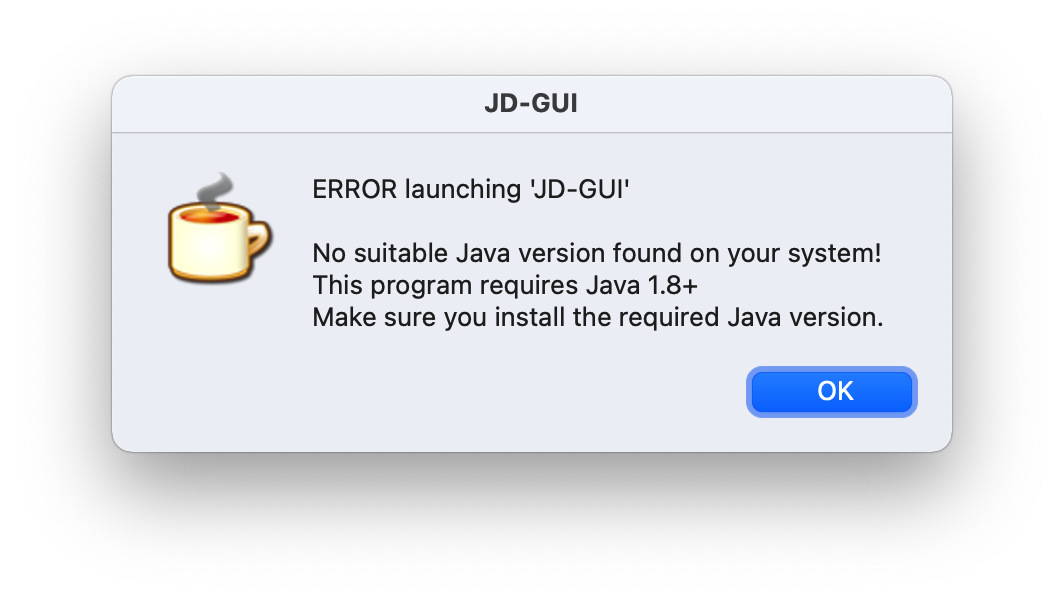 JD-GUI
ERROR launching 'JD-GUI'
No suitable Java version found on your system!
This program requires Java 1.8+
Make sure you install the required Java version.
OK